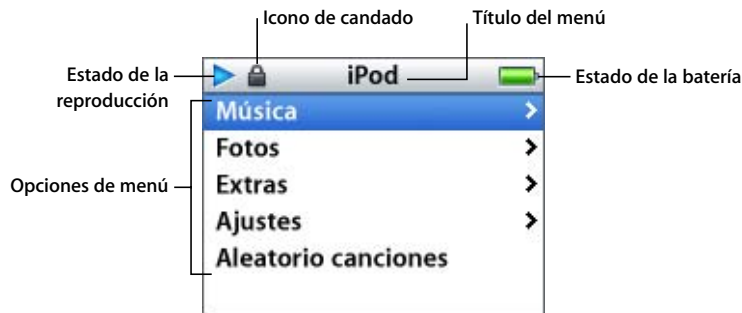 Icono de candado
Título del menú
Estado de la
reproducción
iPod
Estado de la batería
Opciones de menú
Música
Fotos
Extras
Ajustes
Aleatorio canciones